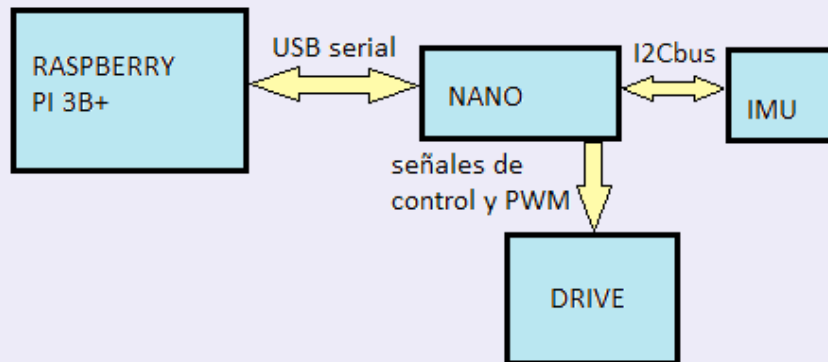 USB serial
I2Cbus
RASPBERRY
PI 3B+
NANO
IMU
señales de
control y PWM
DRIVE